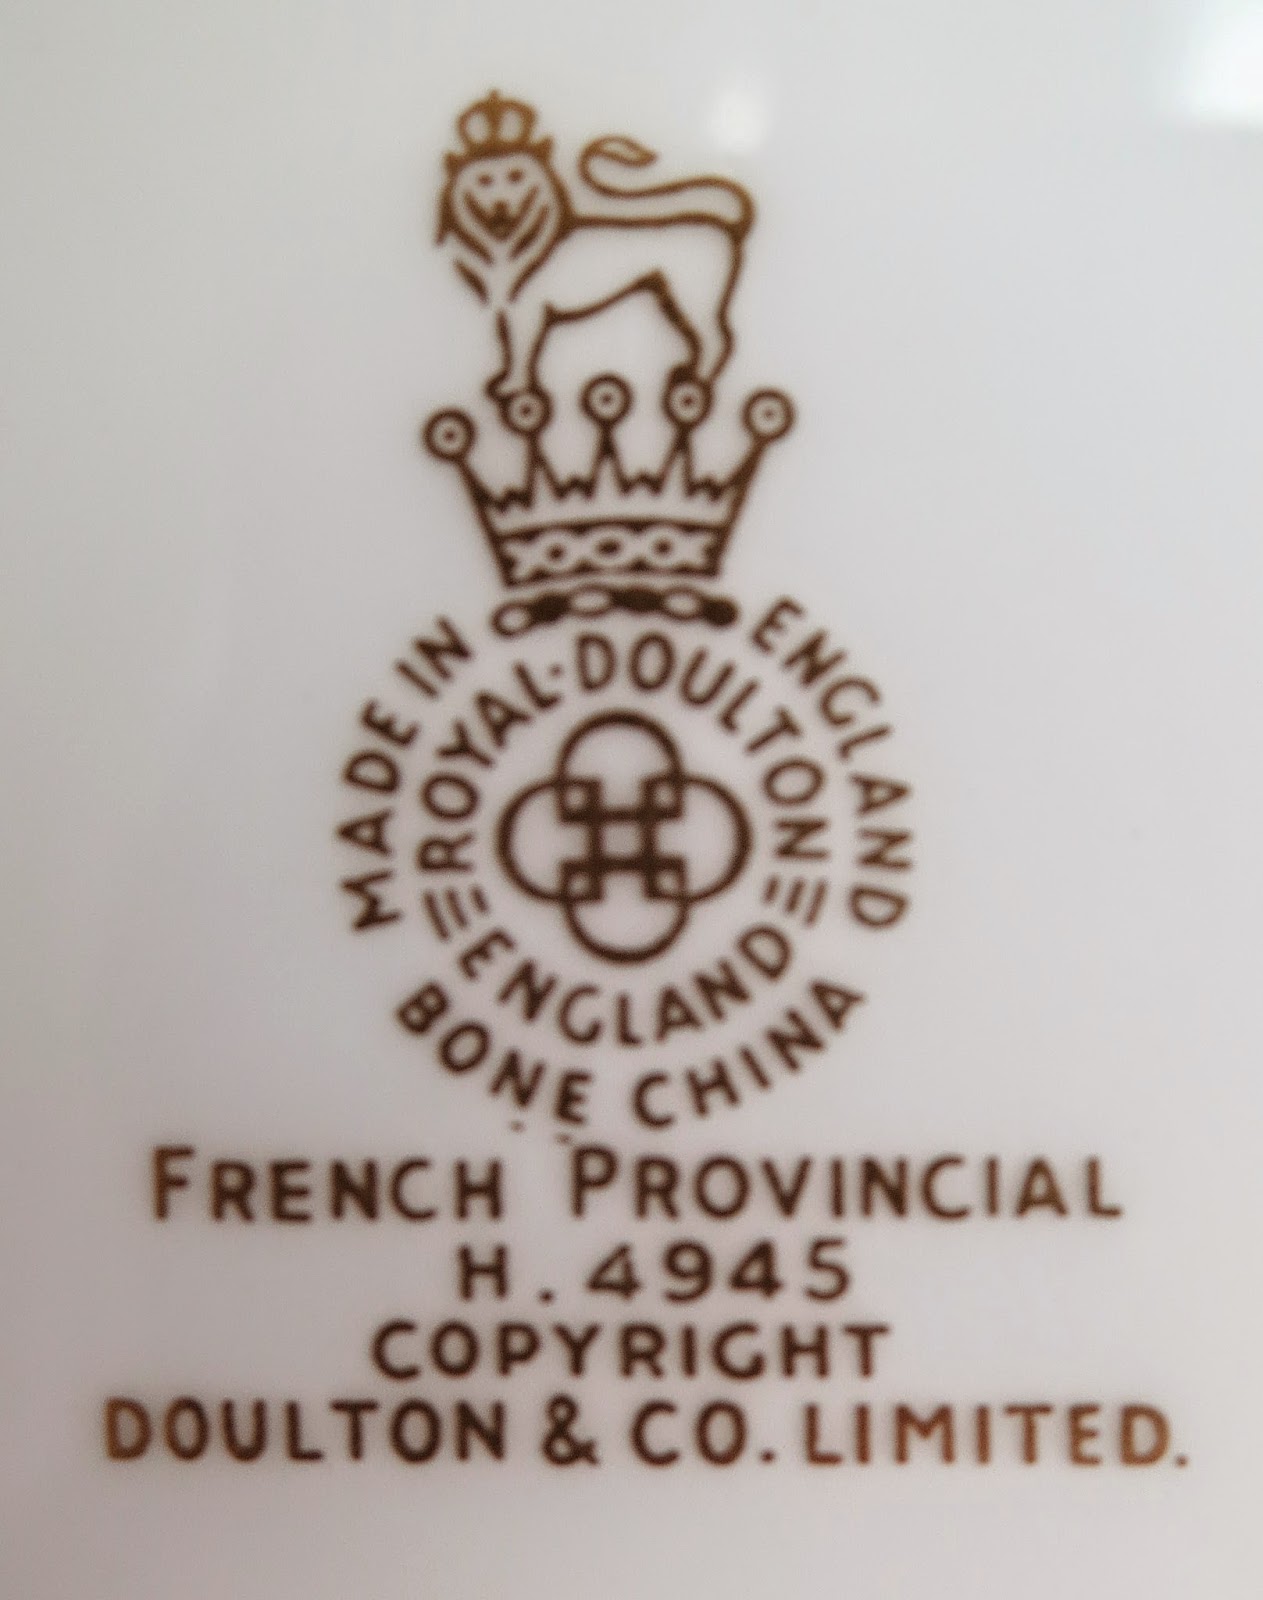 MADE IN ENGLAND
ROYAL·DOULTON
ENGLAND
BONE CHINA
FRENCH PROVINCIAL
H. 4945
COPYRIGHT
DOULTON & CO. LIMITED.